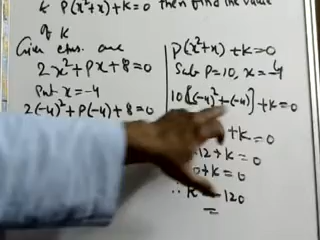 & P(x²+x)+k=0 then find the value
of k
Given eqns. are
2x²+Px+8=0
Put x=-4
2(-4)²+P(-4)+8=0
P(x²+x)+k=0
Sub P=10, x=-4
10[(-4)²+(-4)]+k=0
+k=0
12+k=0
0+k=0
∴ k=-120